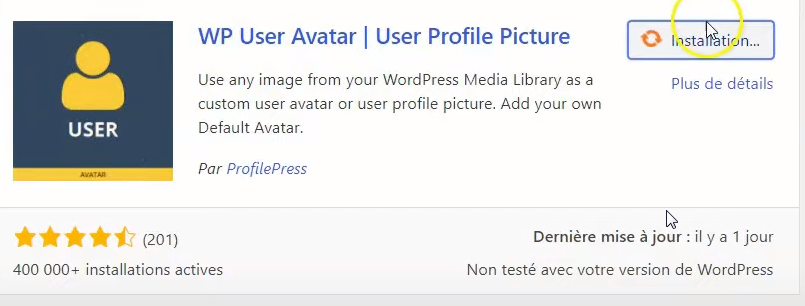 WP User Avatar | User Profile Picture
Installation...
Use any image from your WordPress Media Library as a
custom user avatar or user profile picture. Add your own
Default Avatar.
Plus de détails
Par ProfilePress
USER
AVATAR
(201)
Dernière mise à jour : il y a 1 jour
400 000+ installations actives
Non testé avec votre version de WordPress